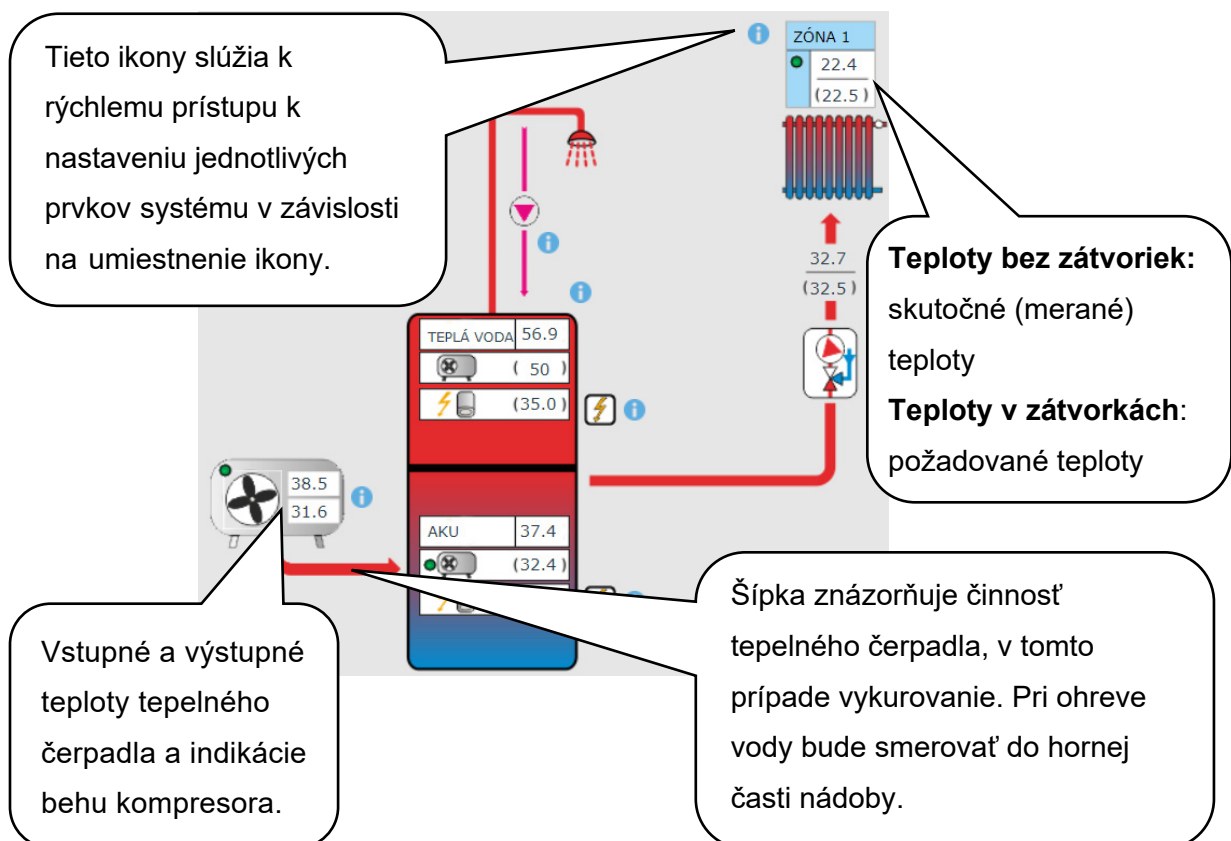 Tieto ikony slúžia k
rýchlemu prístupu k
nastaveniu jednotlivých
prvkov systému v závislosti
na umiestnenie ikony.
i
ZÓNA 1
22.4
(22.5 )
i
i
32.7
(32.5 )
Teploty bez zátvoriek:
skutočné (merané)
teploty
Teploty v zátvorkách:
požadované teploty
TEPLÁ VODA 56.9
( 50 )
(35.0 )
i
38.5
31.6
i
AKU 37.4
(32.4 )
Vstupné a výstupné
teploty tepelného
čerpadla a indikácie
behu kompresora.
Šípka znázorňuje činnosť
tepelného čerpadla, v tomto
prípade vykurovanie. Pri ohreve
vody bude smerovať do hornej
časti nádoby.